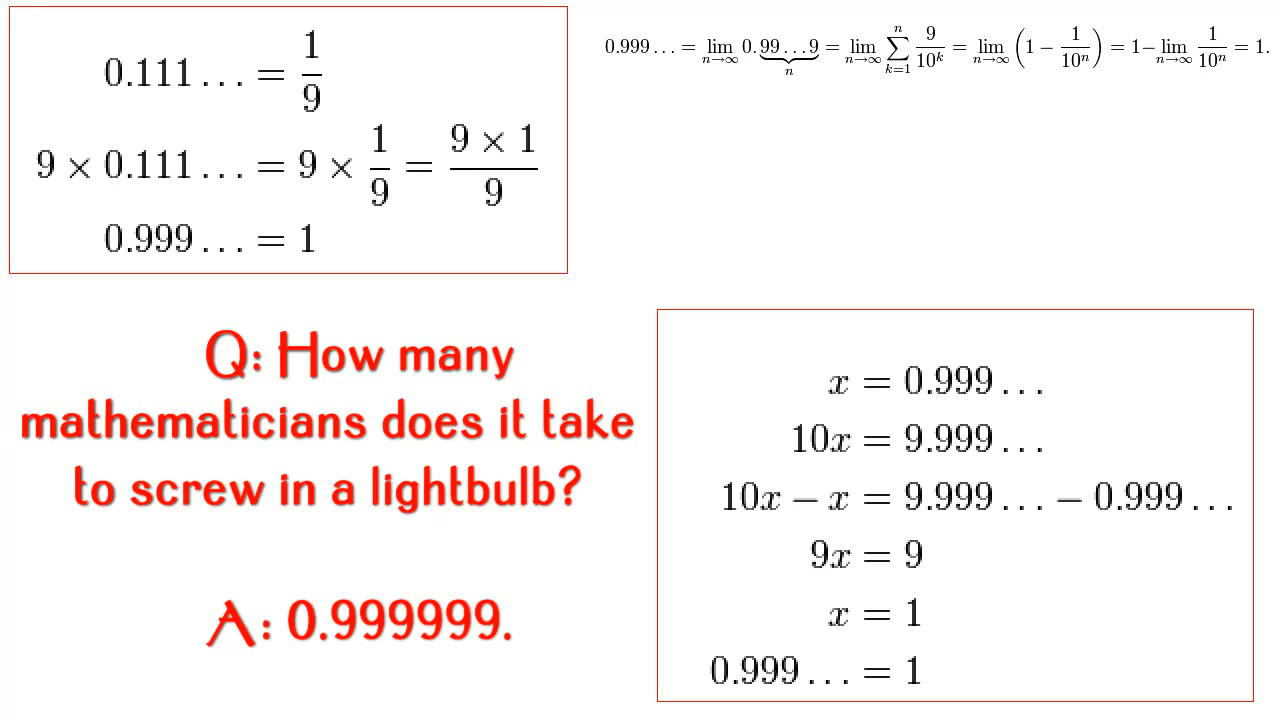 0.111… = 1/9
9 × 0.111… = 9 × 1/9 = (9 × 1)/9
0.999… = 1
0.999… = lim_{n→∞} 0.99…9 (n) = lim_{n→∞} ∑_{k=1}^{n} 9/10^k = lim_{n→∞} (1 − 1/10^n) = 1 − lim_{n→∞} 1/10^n = 1.
Q: How many
mathematicians does it take
to screw in a lightbulb?
A: 0.999999.
x = 0.999…
10x = 9.999…
10x − x = 9.999… − 0.999…
9x = 9
x = 1
0.999… = 1